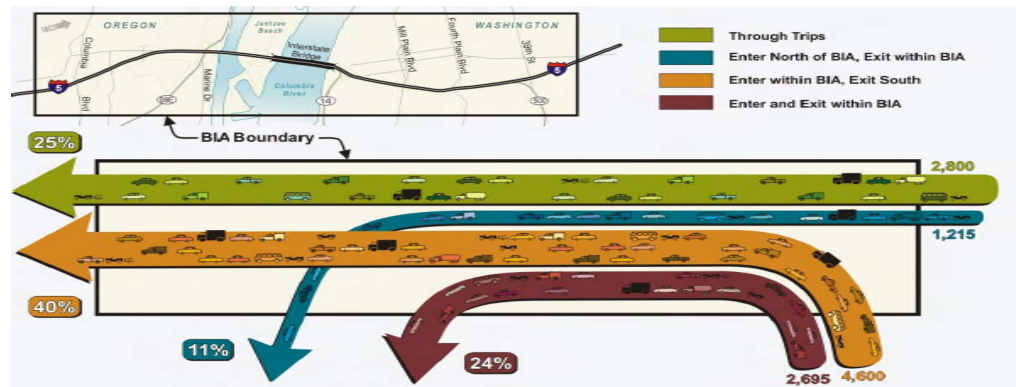 OREGON
Jantzen
Beach
WASHINGTON
Columbia
Blvd
Marine Dr
Interstate
Bridge
Columbia
River
Mill Plain Blvd
Fourth Plain Blvd
39th St
5
5
14
500
Through Trips
Enter North of BIA, Exit within BIA
Enter within BIA, Exit South
Enter and Exit within BIA
BIA Boundary
25%
2,800
1,215
40%
11%
24%
2,695
4,600